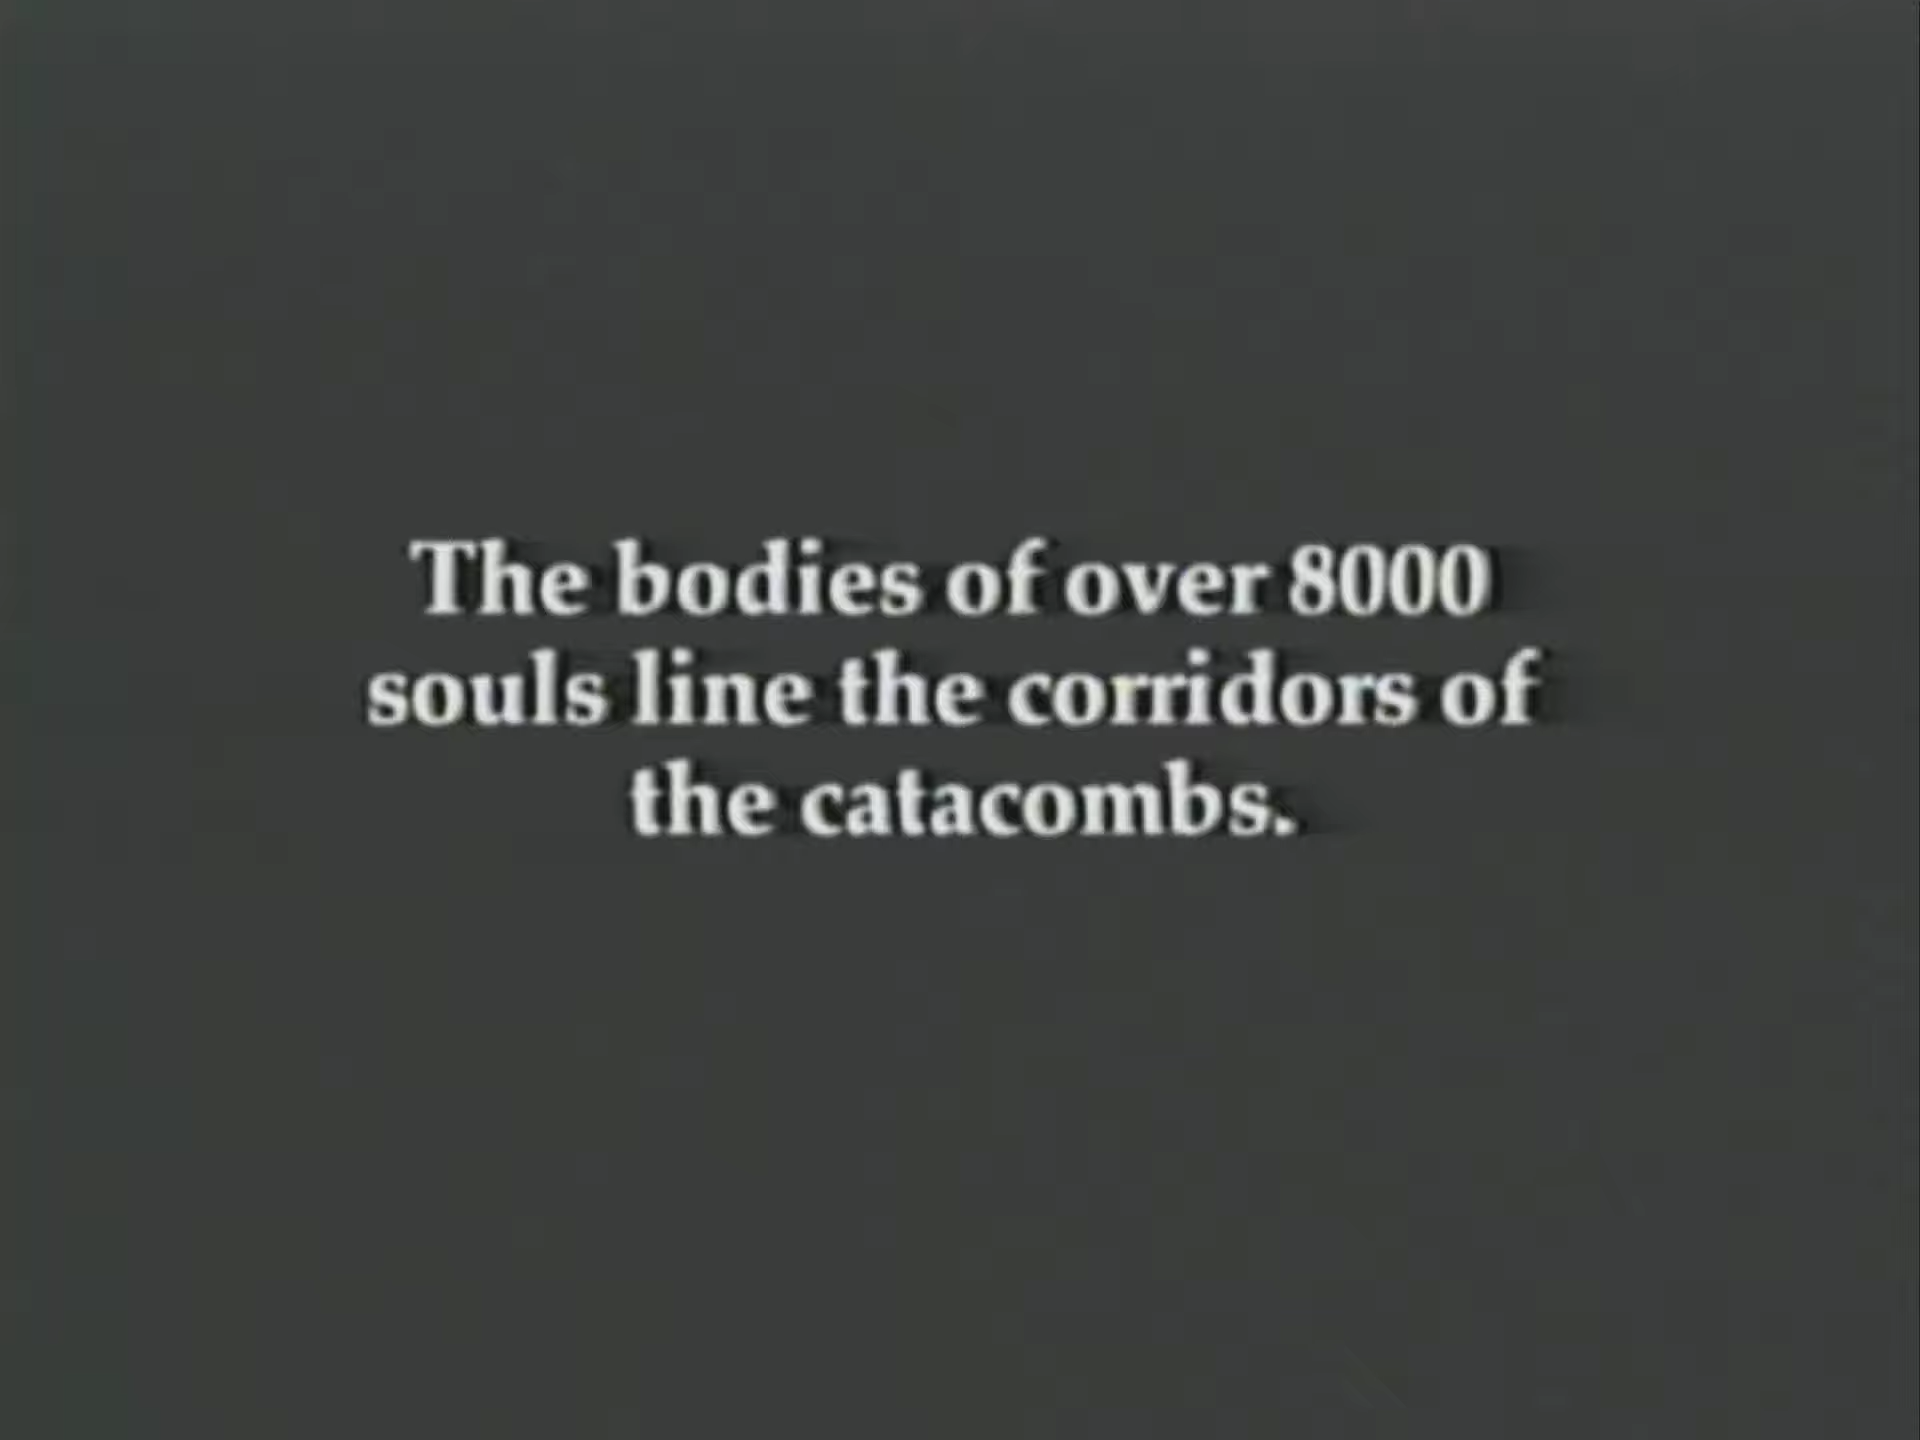 The bodies of over 8000
souls line the corridors of
the catacombs.